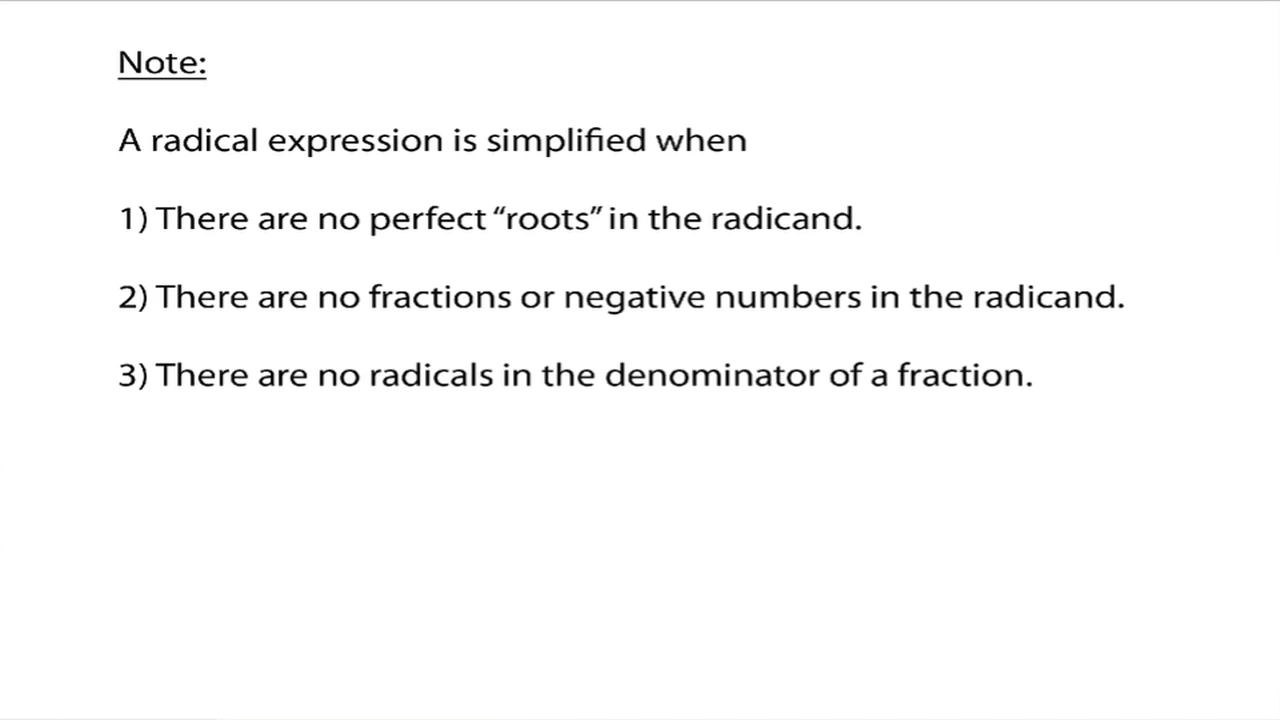 Note:
A radical expression is simplified when
1) There are no perfect “roots” in the radicand.
2) There are no fractions or negative numbers in the radicand.
3) There are no radicals in the denominator of a fraction.